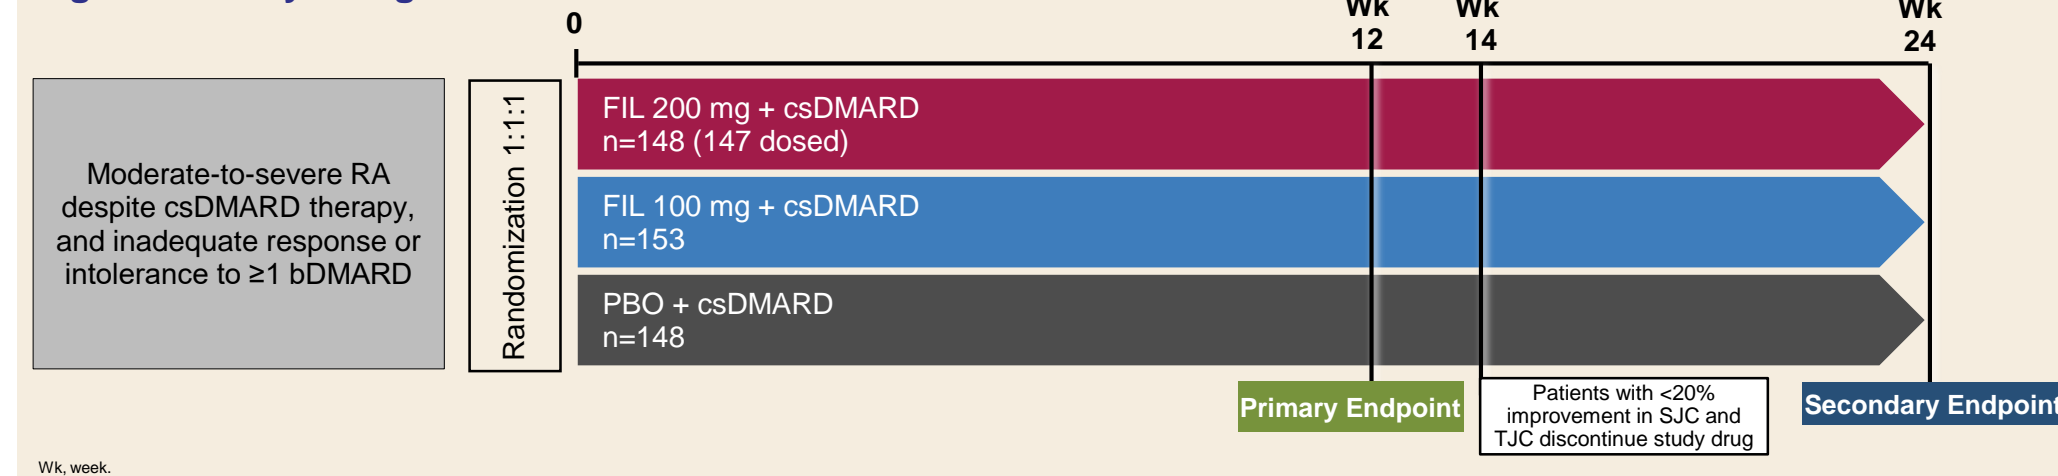 0
Wk
12
Wk
14
Wk
24
Moderate-to-severe RA
despite csDMARD therapy,
and inadequate response or
intolerance to ≥1 bDMARD
Randomization 1:1:1
FIL 200 mg + csDMARD
n=148 (147 dosed)
FIL 100 mg + csDMARD
n=153
PBO + csDMARD
n=148
Primary Endpoint
Patients with <20%
improvement in SJC and
TJC discontinue study drug
Secondary Endpoint
Wk, week.